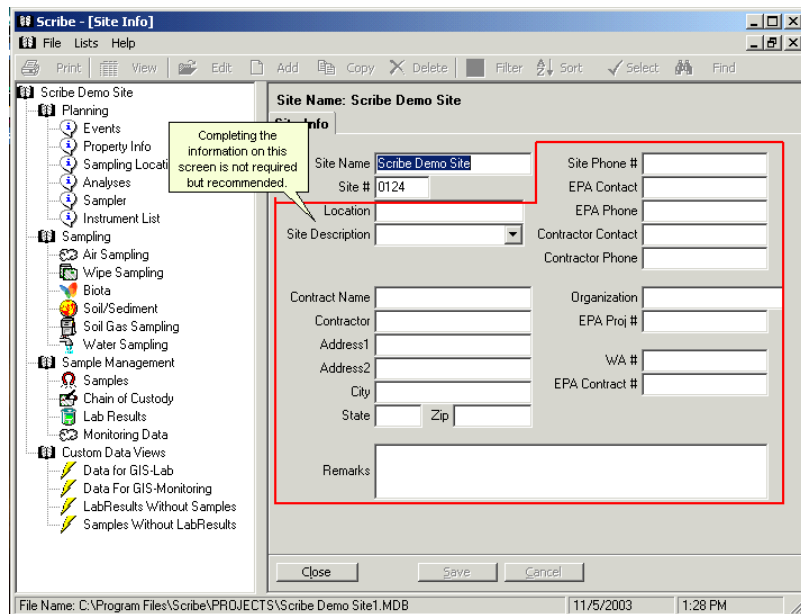 Scribe - [Site Info]
File Lists Help
Print View Edit Add Copy Delete Filter Sort Select Find
Scribe Demo Site
Planning
Events
Property Info
Sampling Locati
Analyses
Sampler
Instrument List
Sampling
Air Sampling
Wipe Sampling
Biota
Soil/Sediment
Soil Gas Sampling
Water Sampling
Sample Management
Samples
Chain of Custody
Lab Results
Monitoring Data
Custom Data Views
Data for GIS-Lab
Data For GIS-Monitoring
LabResults Without Samples
Samples Without LabResults
Site Name: Scribe Demo Site
Site Info
Completing the
information on this
screen is not required
but recommended.
Site Name Scribe Demo Site
Site # 0124
Location
Site Description
Site Phone #
EPA Contact
EPA Phone
Contractor Contact
Contractor Phone
Contract Name
Contractor
Address1
Address2
City
State Zip
Organization
EPA Proj #
WA #
EPA Contract #
Remarks
Close Save Cancel
File Name: C:\Program Files\Scribe\PROJECTS\Scribe Demo Site1.MDB 11/5/2003 1:28 PM